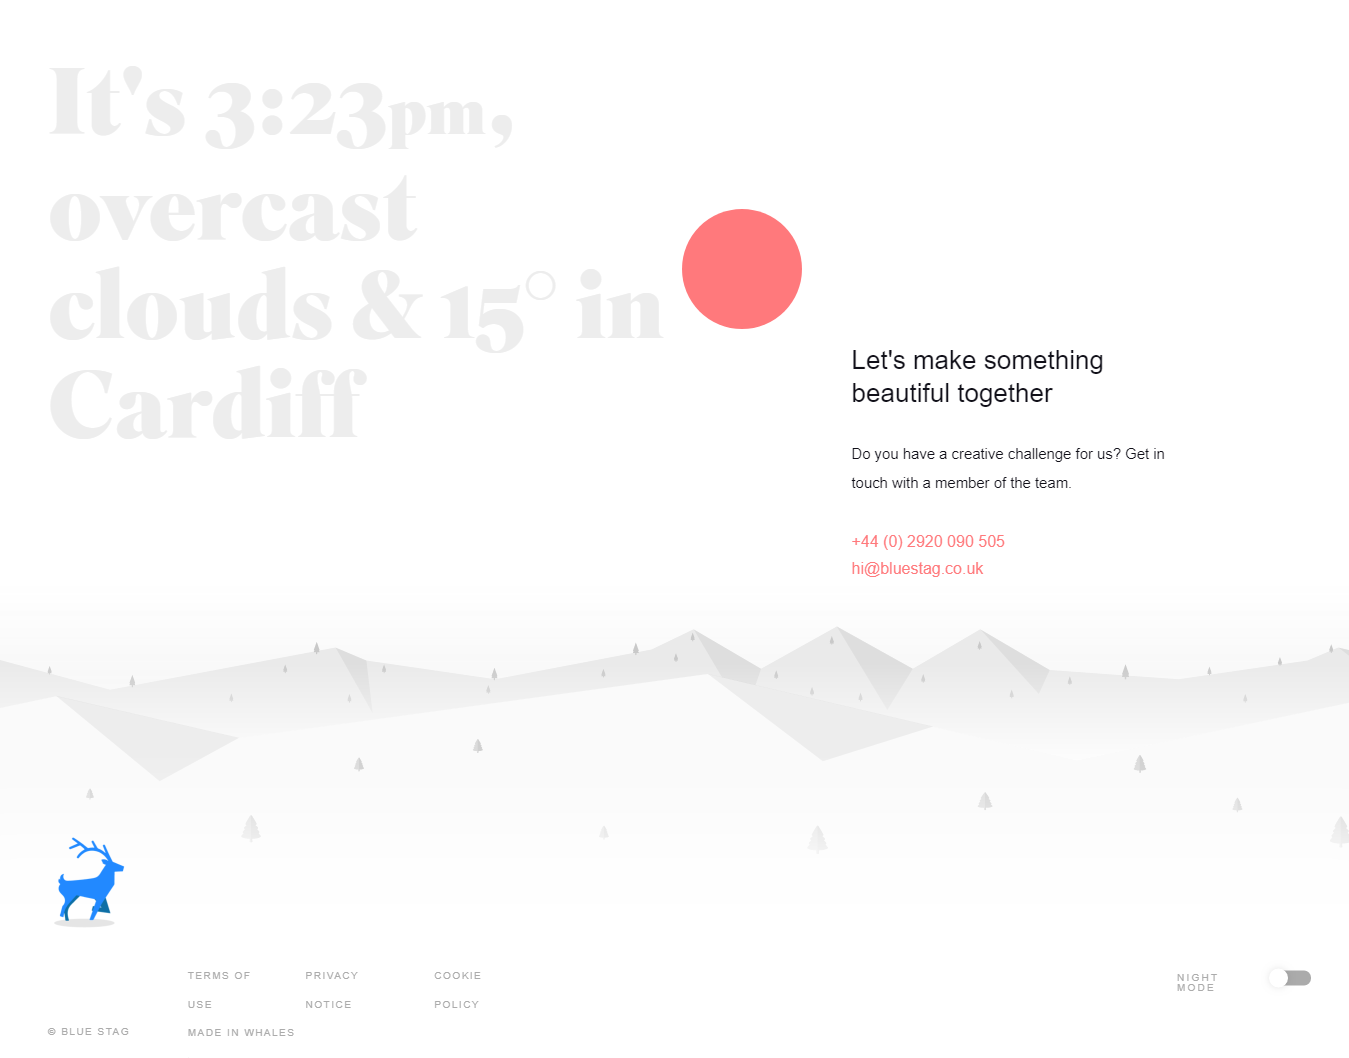 It's 3:23pm,
overcast
clouds & 15° in
Cardiff
Let's make something
beautiful together
Do you have a creative challenge for us? Get in
touch with a member of the team.
+44 (0) 2920 090 505
hi@bluestag.co.uk
© BLUE STAG
TERMS OF
USE
PRIVACY
NOTICE
COOKIE
POLICY
MADE IN WHALES
NIGHT
MODE